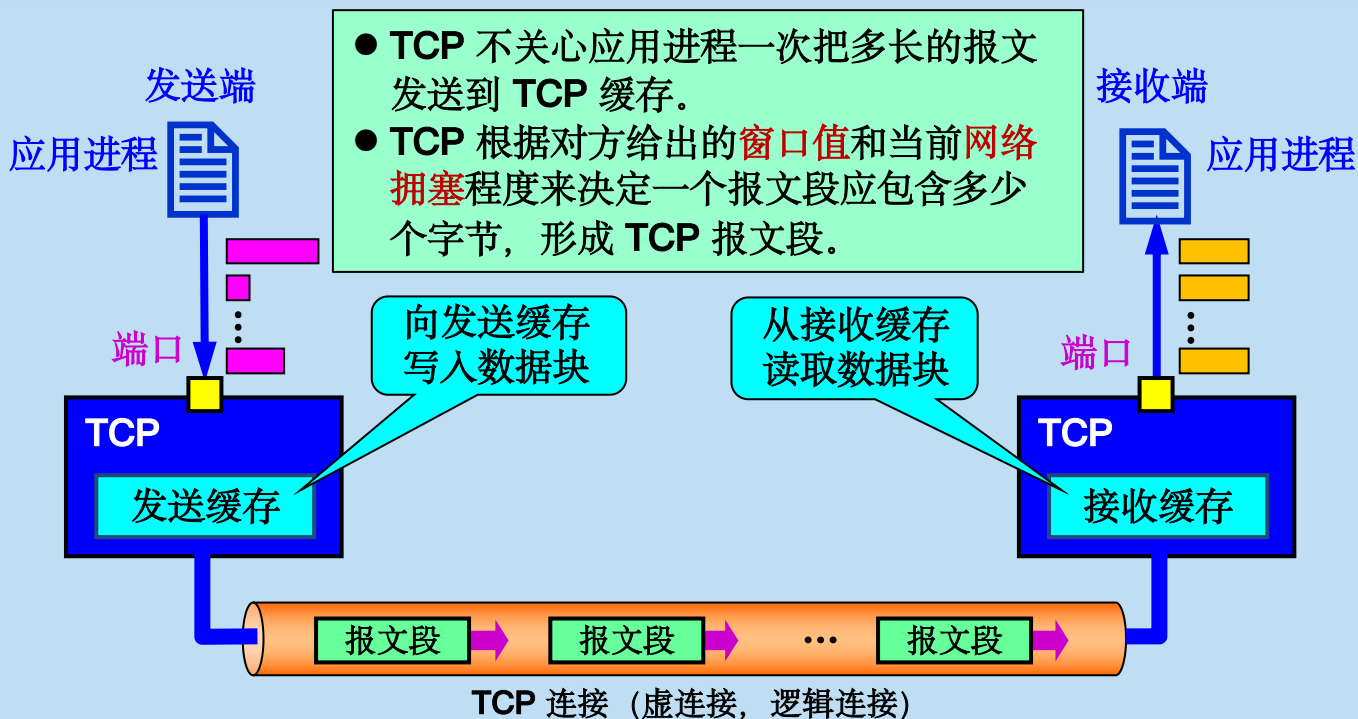 ● TCP 不关心应用进程一次把多长的报文
发送到 TCP 缓存。
● TCP 根据对方给出的窗口值和当前网络
拥塞程度来决定一个报文段应包含多少
个字节，形成 TCP 报文段。
发送端
应用进程
接收端
应用进程
端口
向发送缓存
写入数据块
从接收缓存
读取数据块
端口
TCP
发送缓存
TCP
接收缓存
报文段
报文段
…
报文段
TCP 连接（虚连接，逻辑连接）